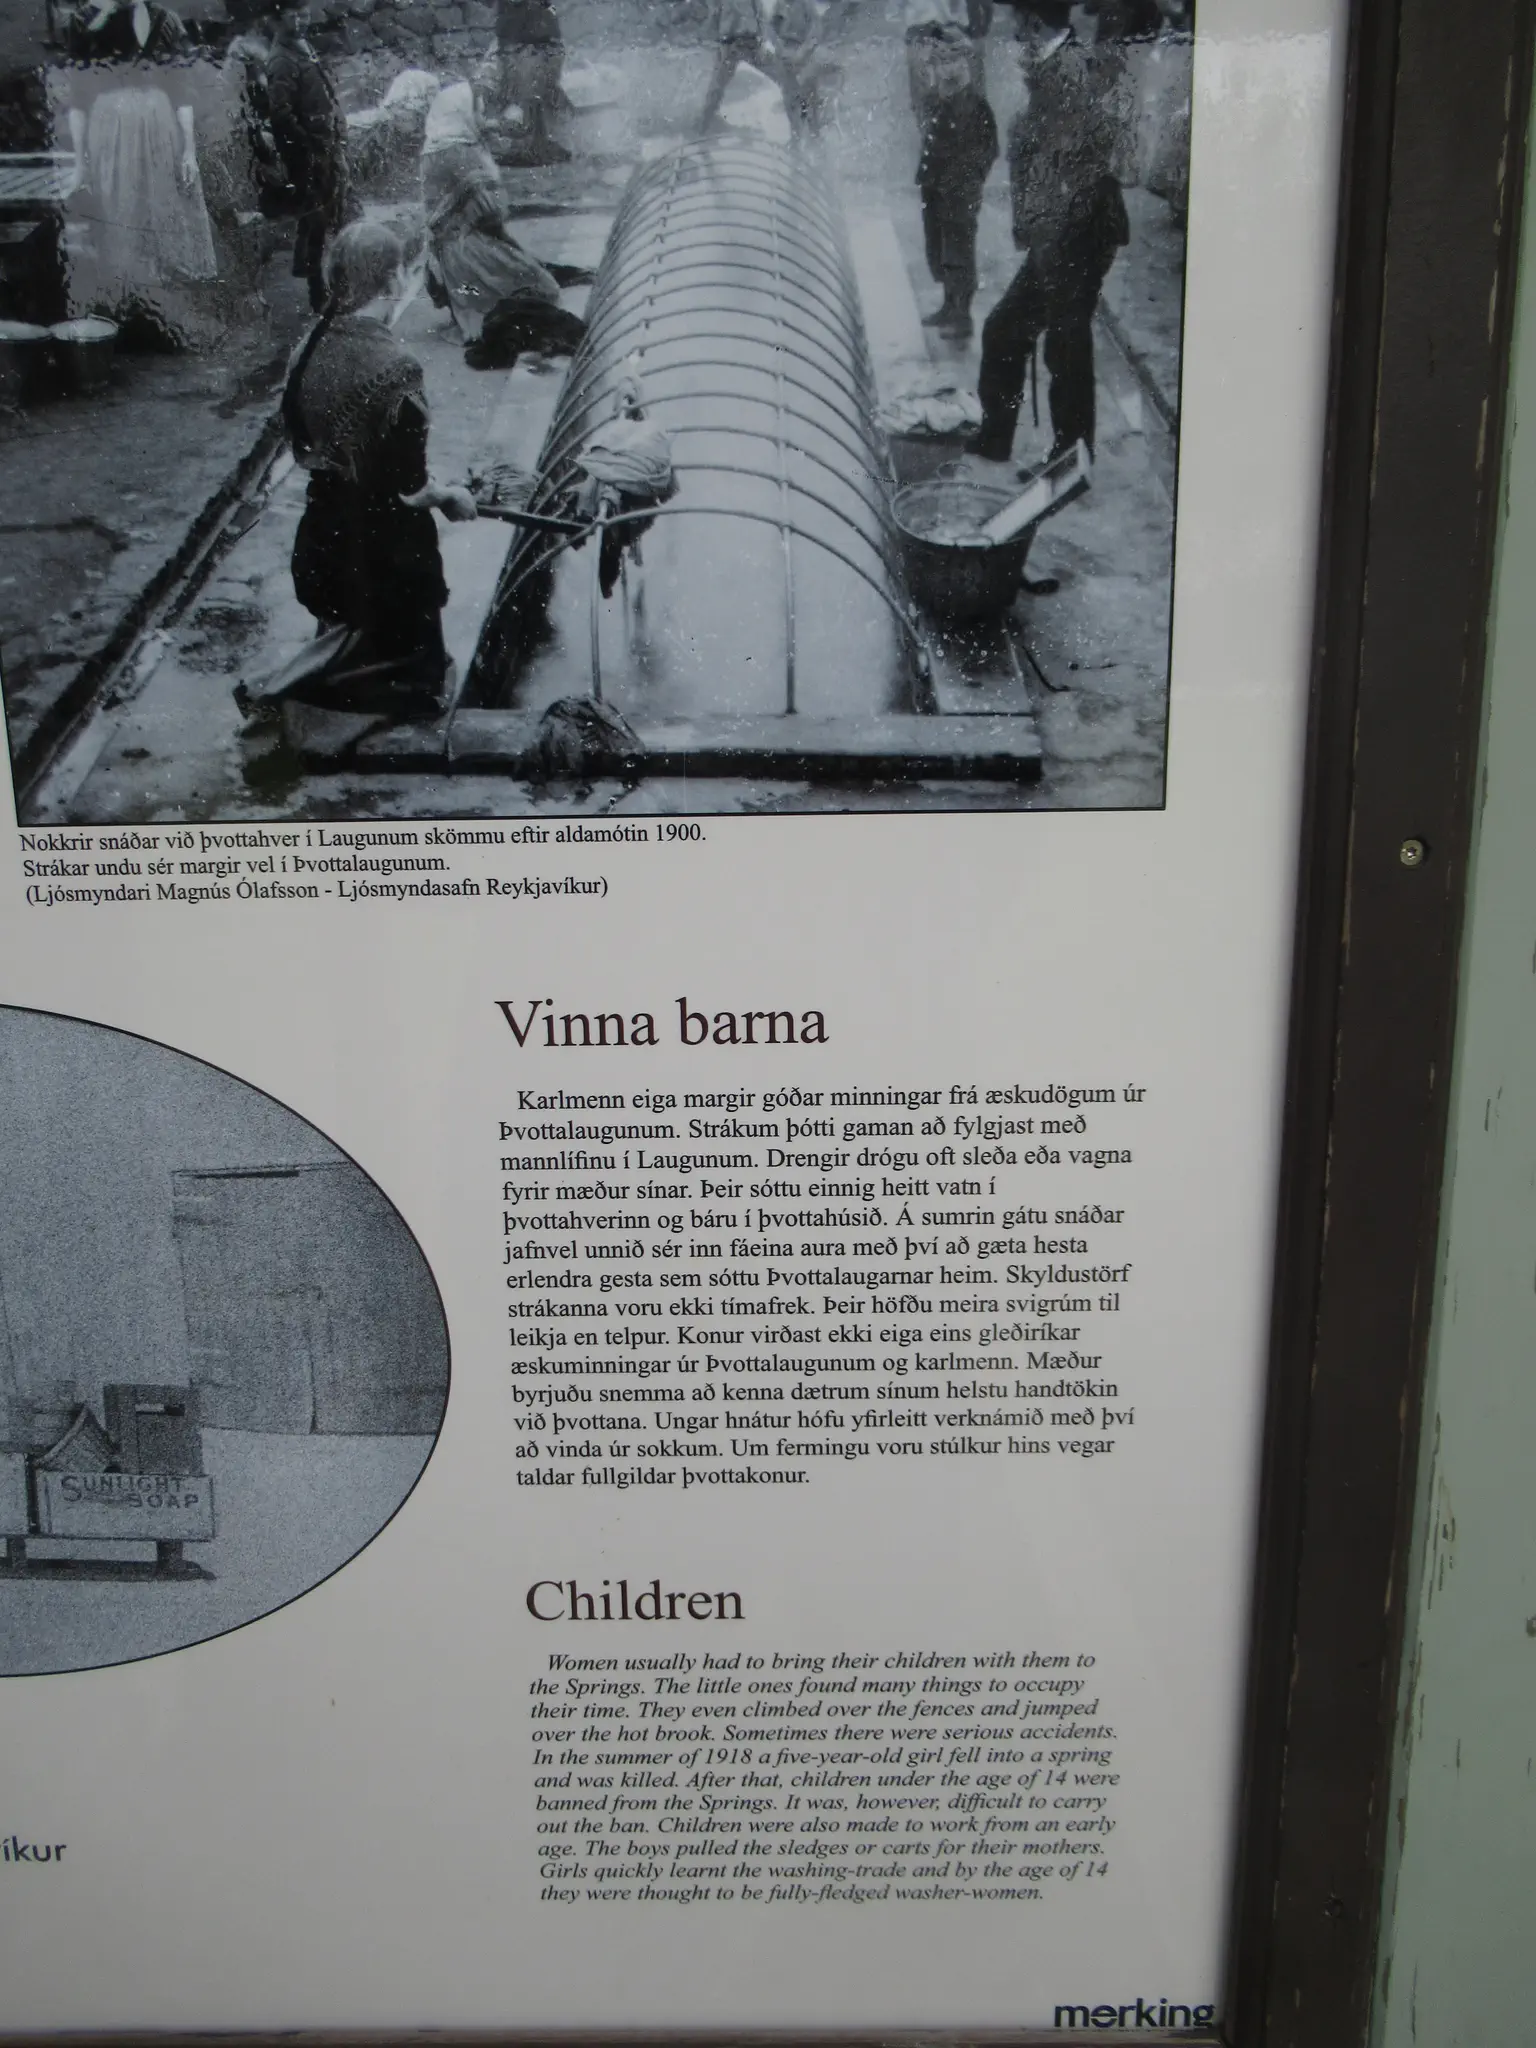 Nokkrir snáðar við þvottahver í Laugunum skömmu eftir aldamótin 1900.
Strákar undu sér margir vel í Þvottalaugunum.
(Ljósmyndari Magnús Ólafsson - Ljósmyndasafn Reykjavíkur)
Vinna barna
Karlmenn eiga margir góðar minningar frá æskudögum úr
Þvottalaugunum. Strákum þótti gaman að fylgjast með
mannlífinu í Laugunum. Drengir drógu oft sleða eða vagna
fyrir mæður sínar. Þeir sóttu einnig heitt vatn í
þvottahverinn og báru í þvottahúsið. Á sumrin gátu snáðar
jafnvel unnið sér inn fáeina aura með því að gæta hesta
erlendra gesta sem sóttu Þvottalaugarnar heim. Skyldustörf
strákanna voru ekki tímafrek. Þeir höfðu meira svigrúm til
leikja en telpur. Konur virðast ekki eiga eins gleðiríkar
æskuminningar úr Þvottalaugunum og karlmenn. Mæður
byrjuðu snemma að kenna dætrum sínum helstu handtökin
við þvottana. Ungar hnátur hófu yfirleitt verknámið með því
að vinda úr sokkum. Um fermingu voru stúlkur hins vegar
taldar fullgildar þvottakonur.
SUNLIGHT
SOAP
Children
Women usually had to bring their children with them to
the Springs. The little ones found many things to occupy
their time. They even climbed over the fences and jumped
over the hot brook. Sometimes there were serious accidents.
In the summer of 1918 a five-year-old girl fell into a spring
and was killed. After that, children under the age of 14 were
banned from the Springs. It was, however, difficult to carry
out the ban. Children were also made to work from an early
age. The boys pulled the sledges or carts for their mothers.
Girls quickly learnt the washing-trade and by the age of 14
they were thought to be fully-fledged washer-women.
íkur
merking